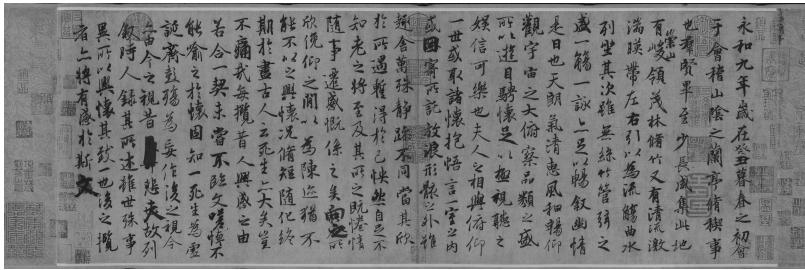 永和九年歲在癸丑暮春之初會
于會稽山陰之蘭亭脩稧事
也羣賢畢至少長咸集此地
有崇山峻領茂林脩竹又有清流激
湍暎帶左右引以為流觴曲水
列坐其次雖無絲竹管弦之
盛一觴一詠亦足以暢敘幽情
是日也天朗氣清惠風和暢仰
觀宇宙之大俯察品類之盛
所以遊目騁懷足以極視聽之
娛信可樂也夫人之相與俯仰
一世或取諸懷抱悟言一室之內
或因寄所託放浪形骸之外雖
趣舍萬殊靜躁不同當其欣
於所遇蹔得於己怏然自足不
知老之將至及其所之既惓情
隨事遷感慨係之矣向之所
欣俛仰之閒以為陳迹猶不
能不以之興懷況脩短隨化終
期於盡古人云死生亦大矣豈
不痛哉每攬昔人興感之由
若合一契未嘗不臨文嗟悼不
能喻之於懷固知一死生為虛
誕齊彭殤為妄作後之視今
亦由今之視昔悲夫故列
敘時人錄其所述雖世殊事
異所以興懷其致一也後之攬
者亦將有感於斯文